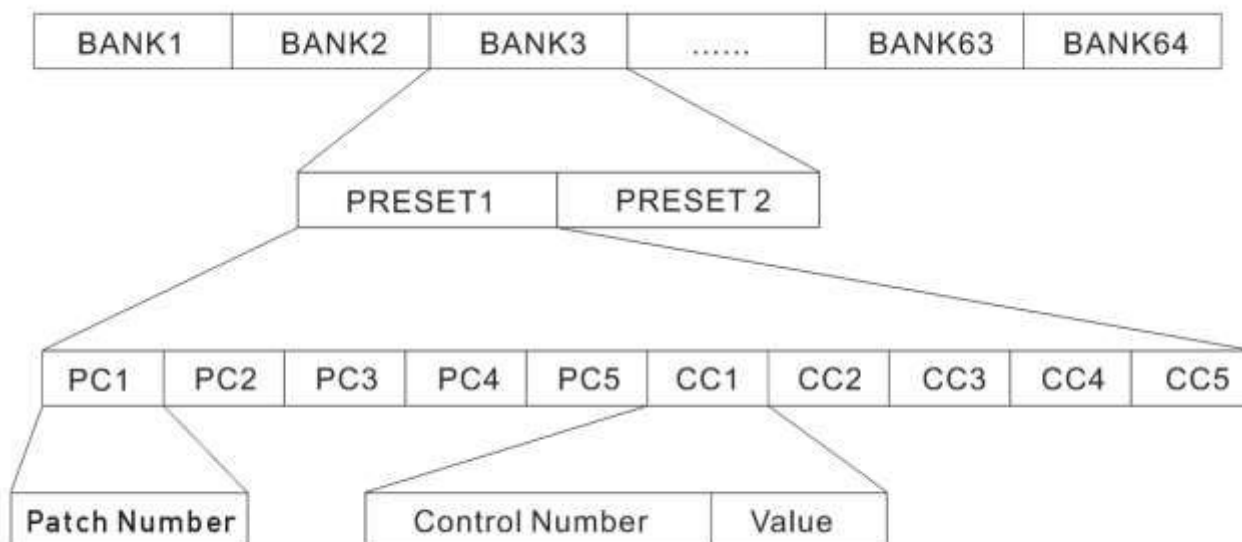 BANK1 BANK2 BANK3 ...... BANK63 BANK64
PRESET1 PRESET 2
PC1 PC2 PC3 PC4 PC5 CC1 CC2 CC3 CC4 CC5
Patch Number Control Number Value